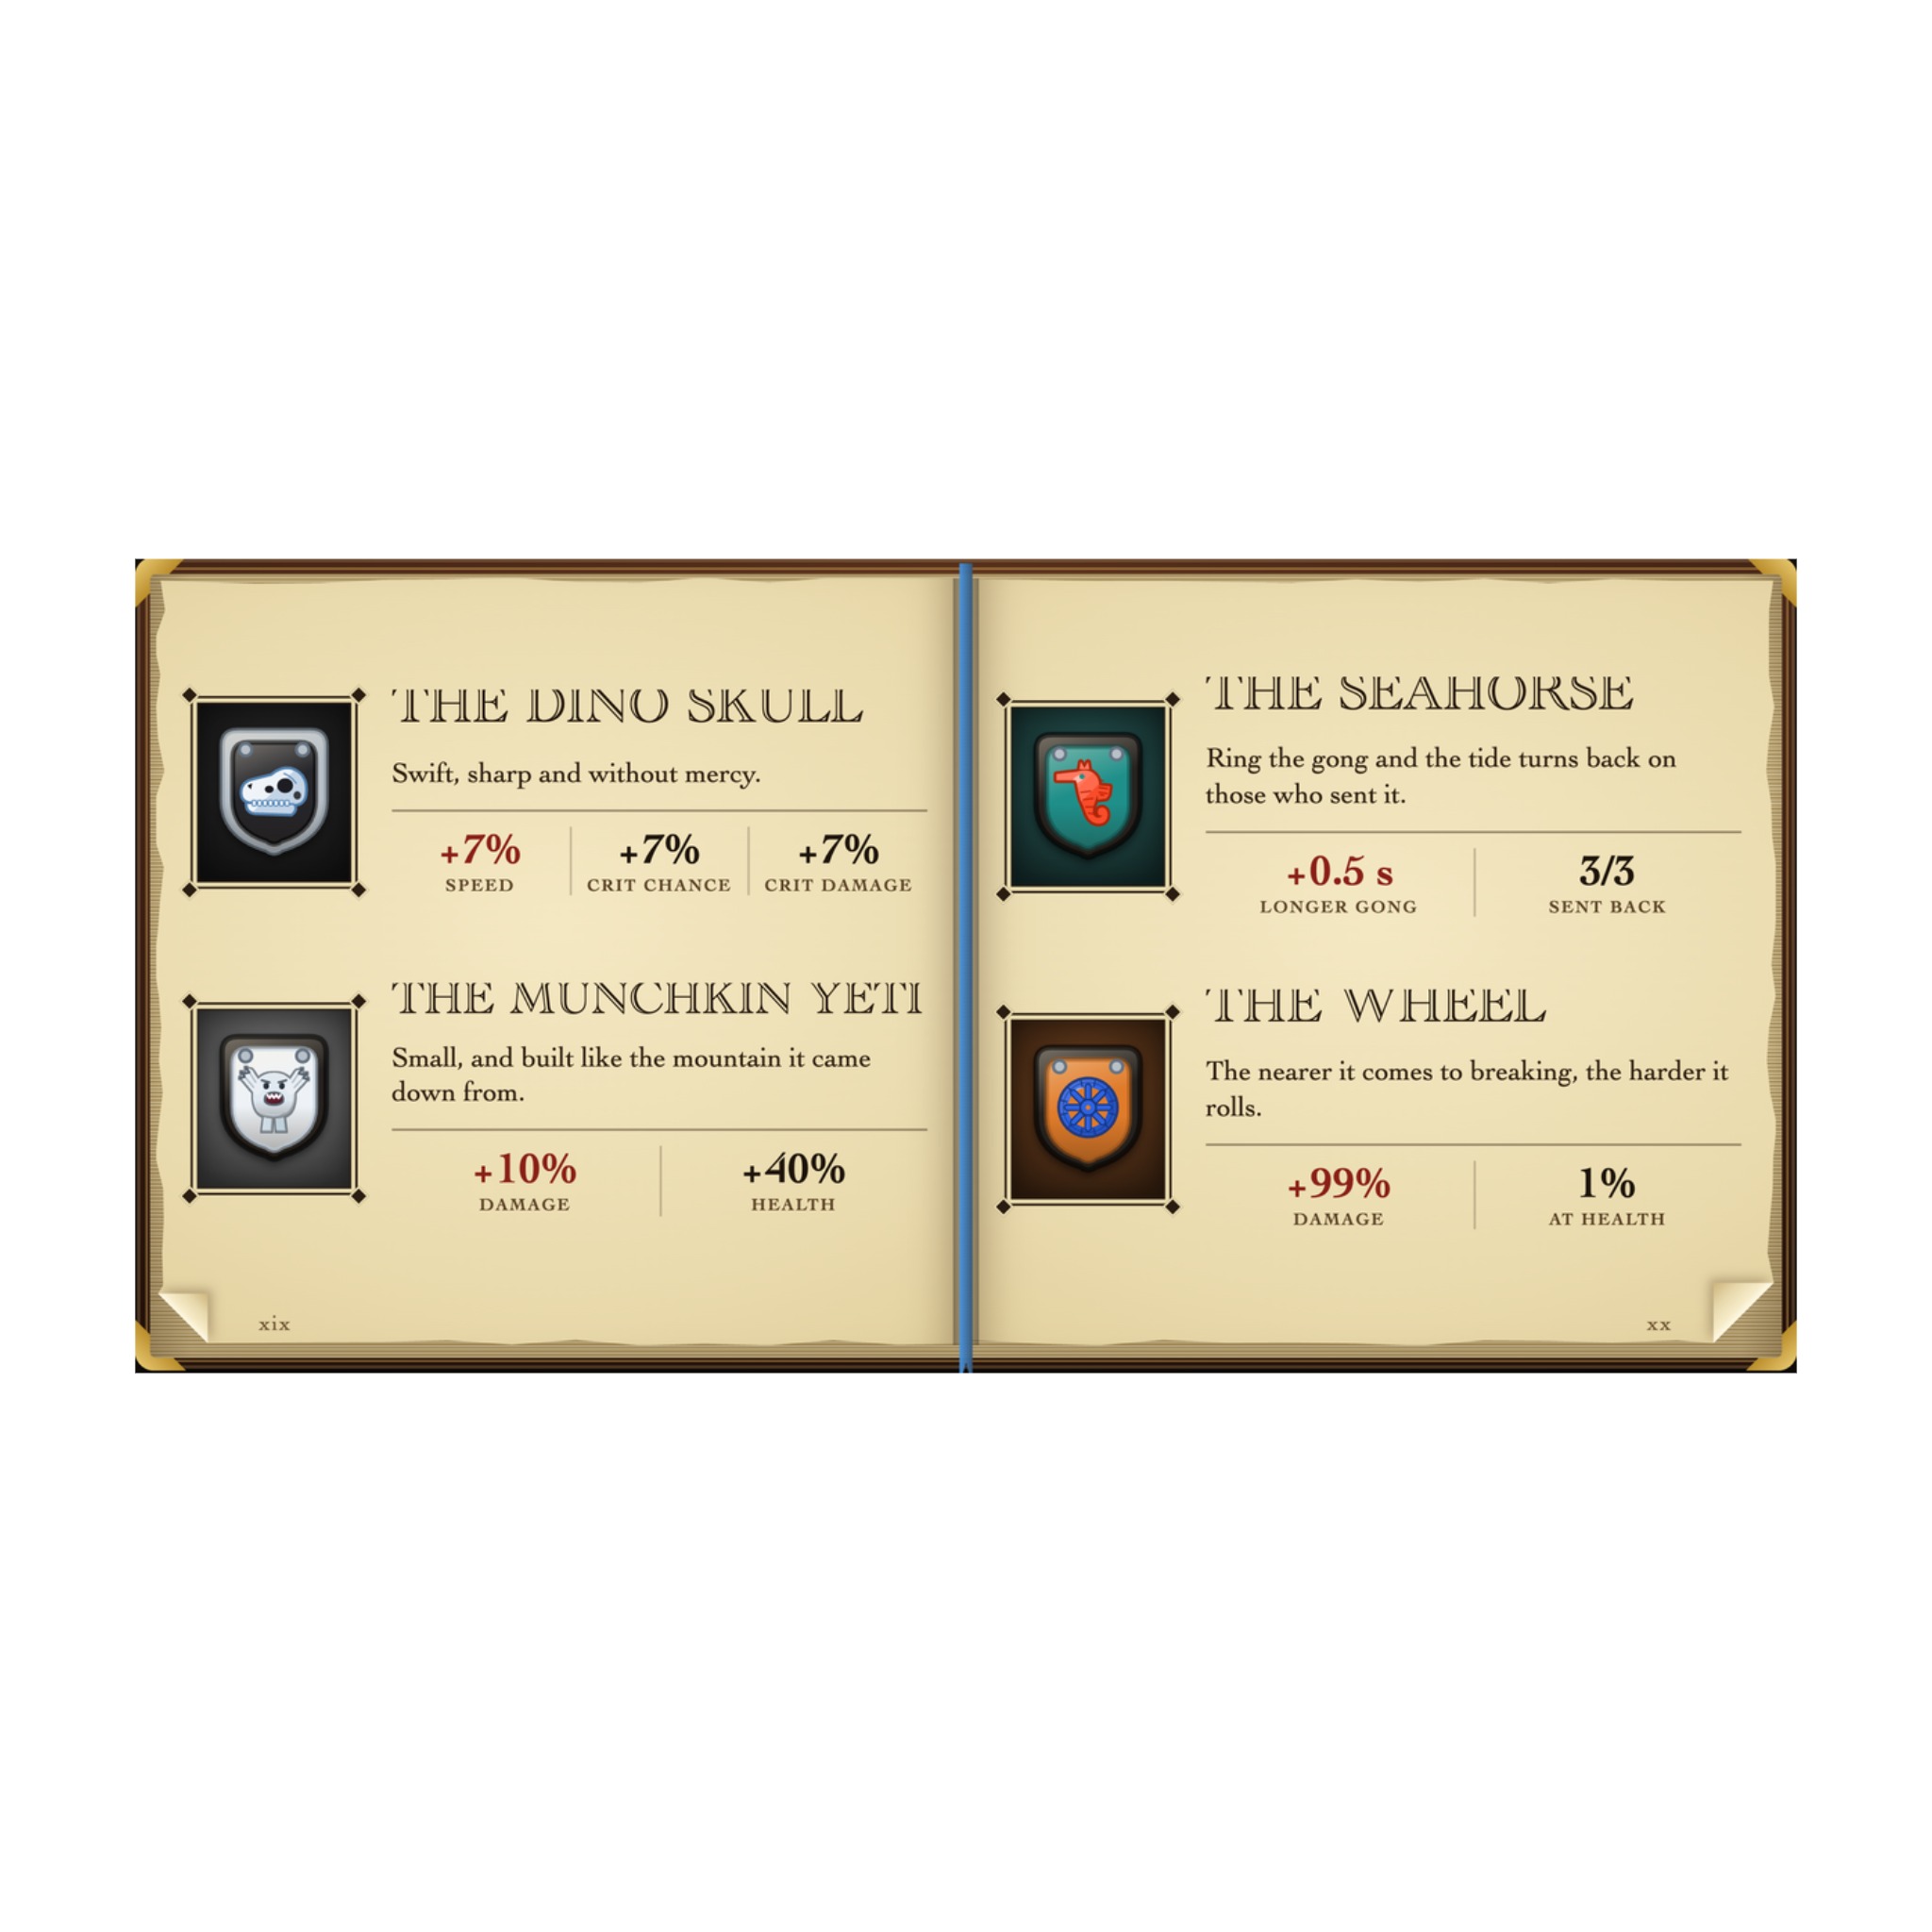 THE DINO SKULL
Swift, sharp and without mercy.
+7% +7% +7%
SPEED CRIT CHANCE CRIT DAMAGE
THE MUNCHKIN YETI
Small, and built like the mountain it came
down from.
+10% +40%
DAMAGE HEALTH
xix
THE SEAHORSE
Ring the gong and the tide turns back on
those who sent it.
+0.5 s 3/3
LONGER GONG SENT BACK
THE WHEEL
The nearer it comes to breaking, the harder it
rolls.
+99% 1%
DAMAGE AT HEALTH
xx